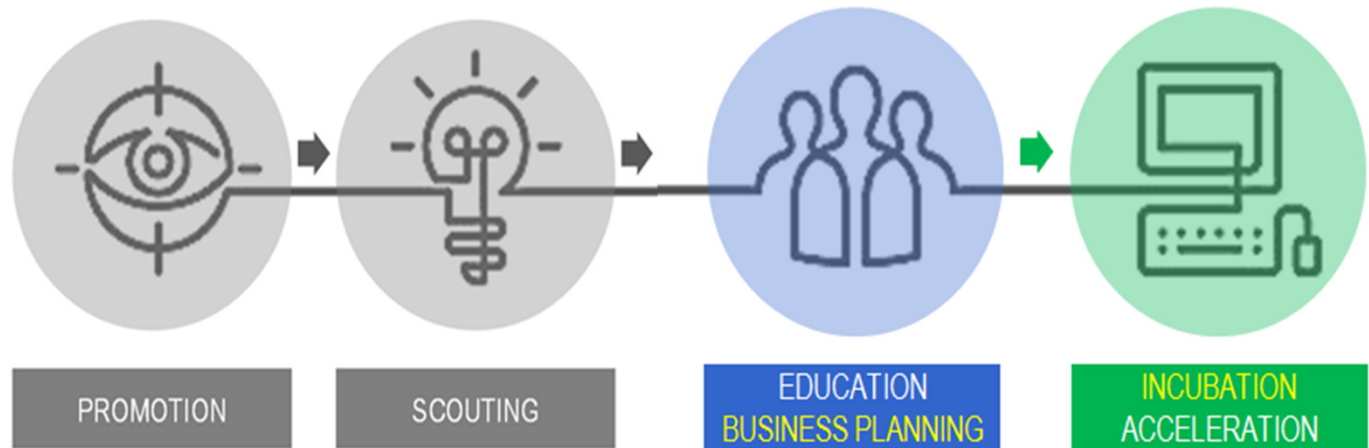 PROMOTION
SCOUTING
EDUCATION
BUSINESS PLANNING
INCUBATION
ACCELERATION